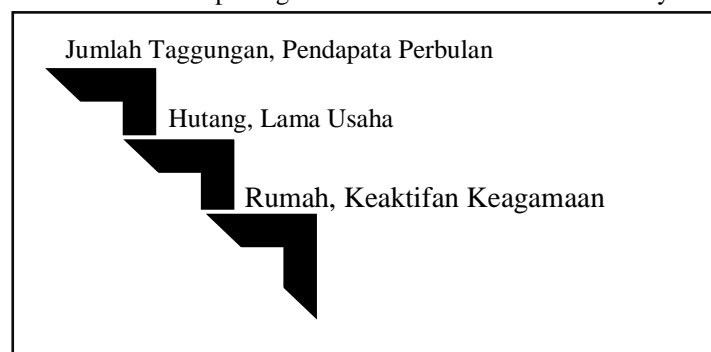 Jumlah Taggungan, Pendapata Perbulan
Hutang, Lama Usaha
Rumah, Keaktifan Keagamaan